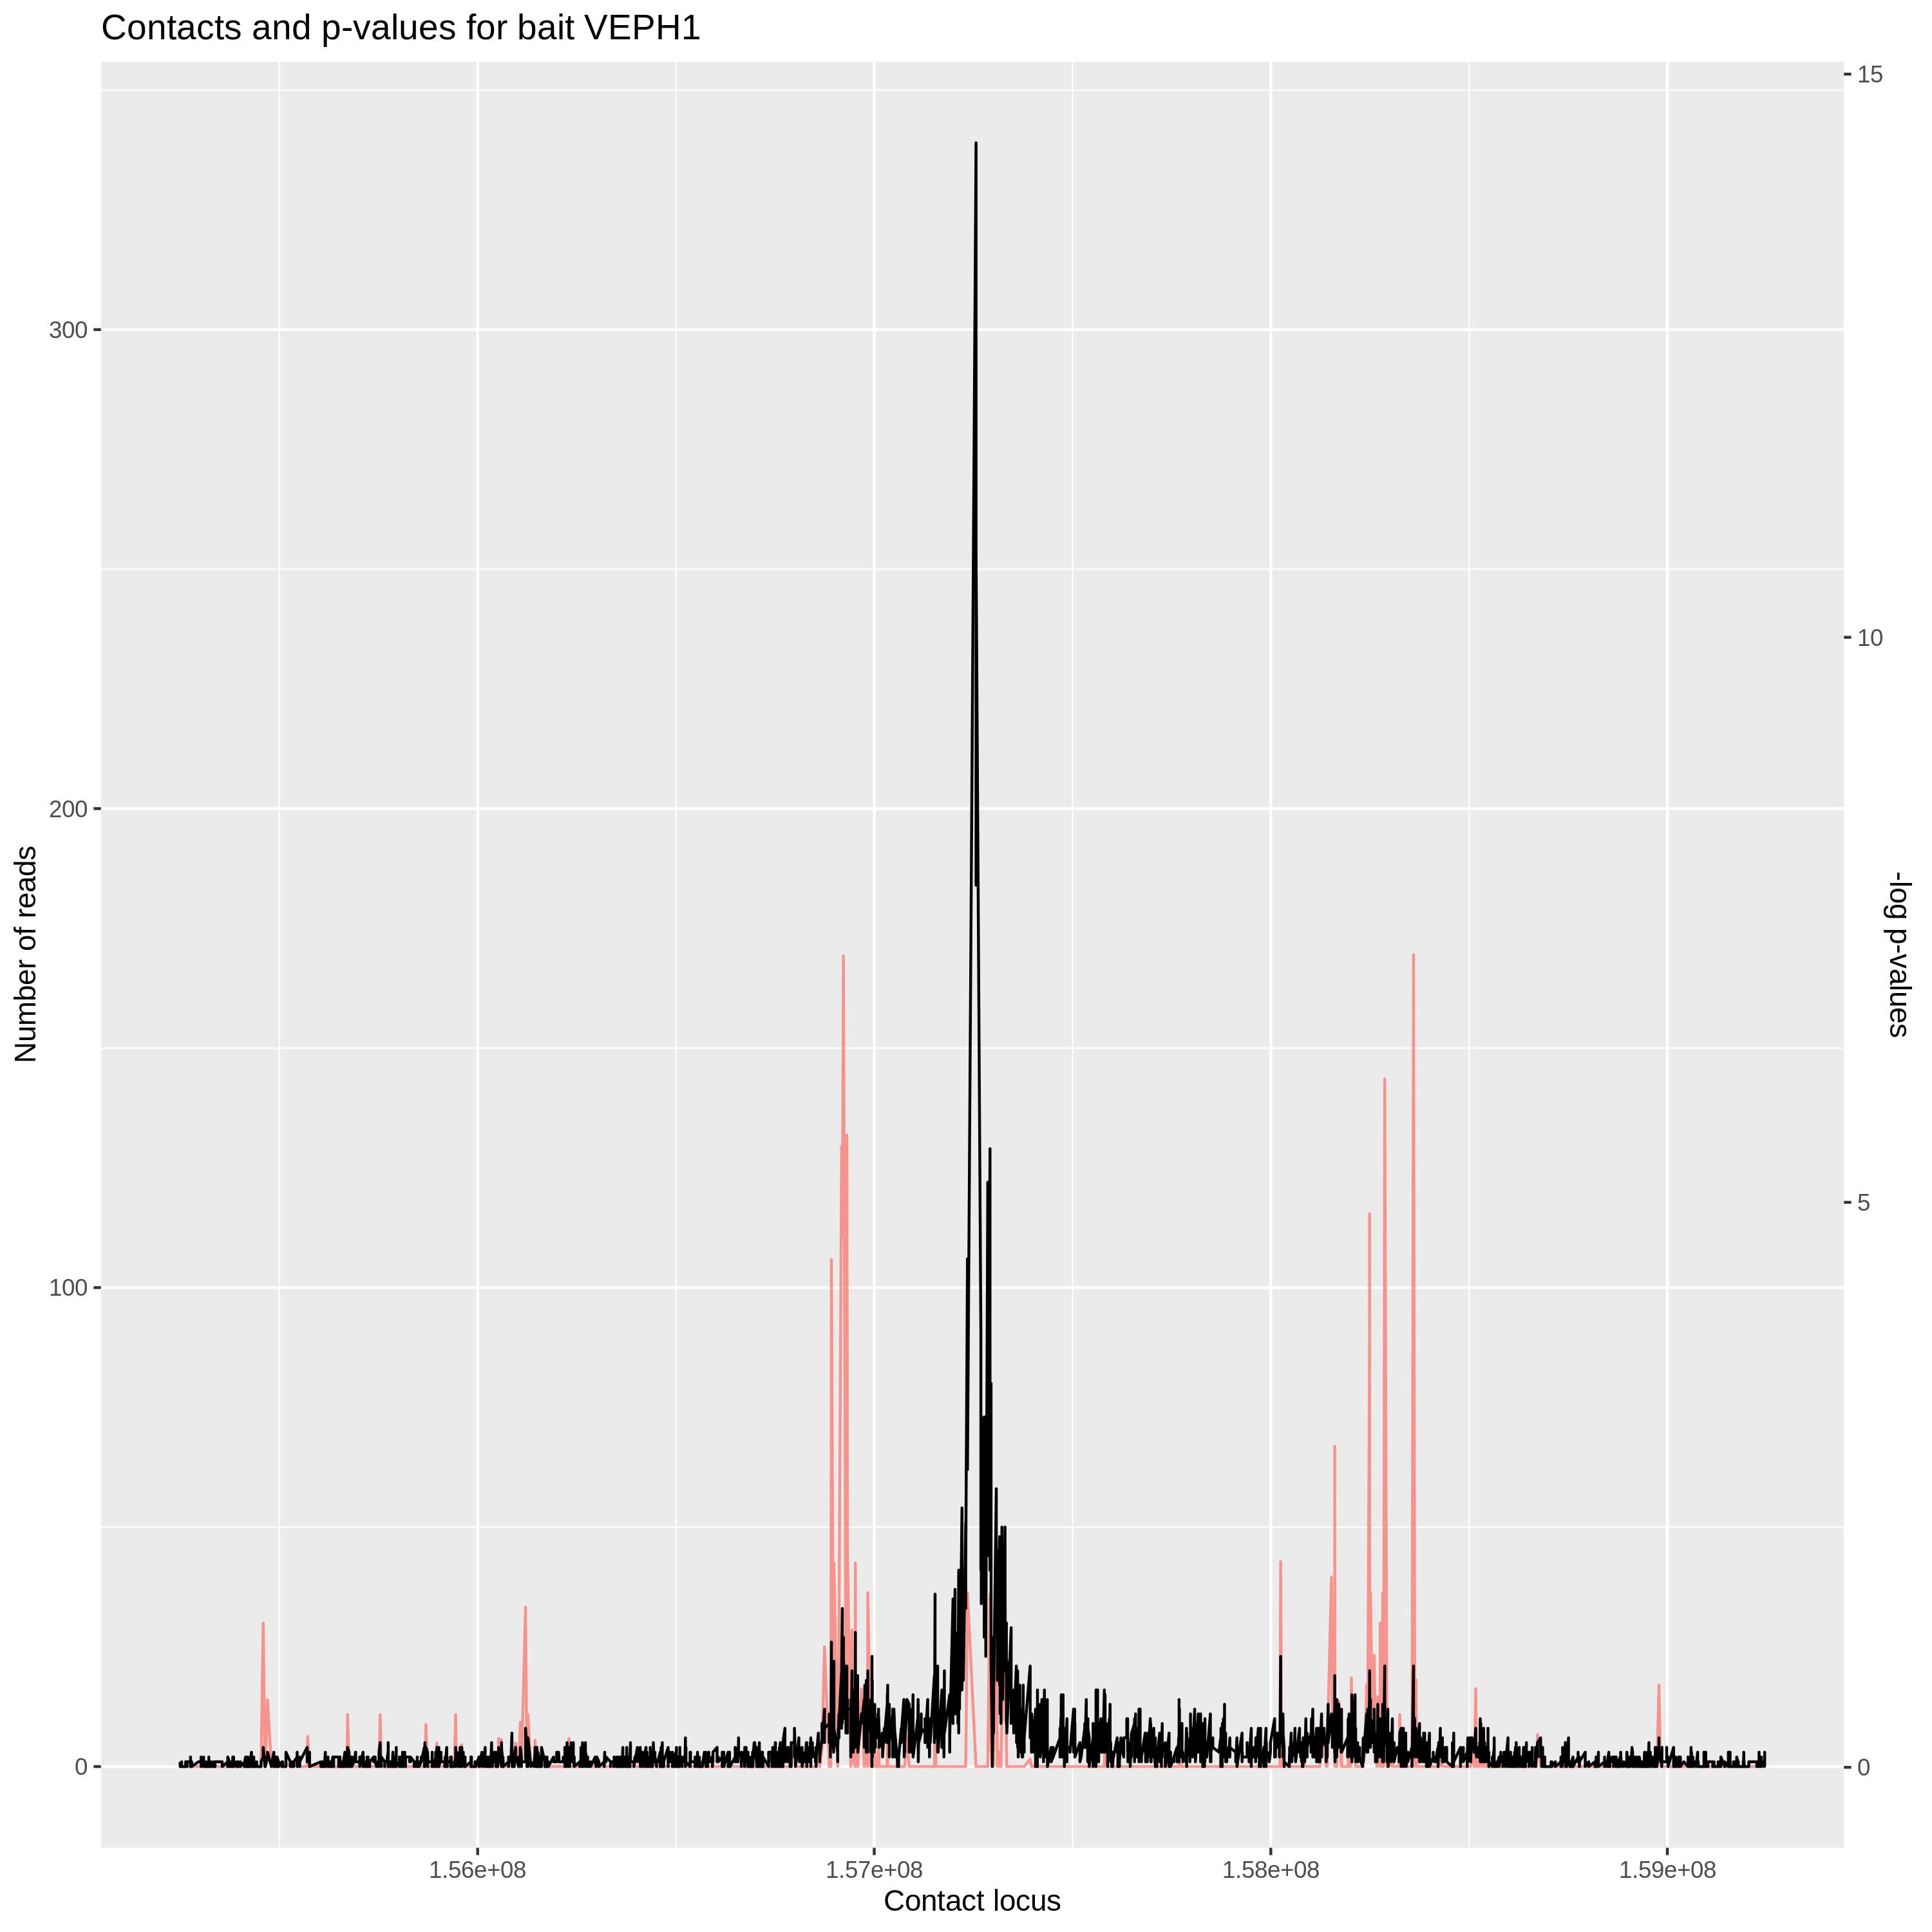 Contacts and p-values for bait VEPH1
15
300
10
200
Number of reads
-log p-values
5
100
0
0
1.56e+08
1.57e+08
1.58e+08
1.59e+08
Contact locus